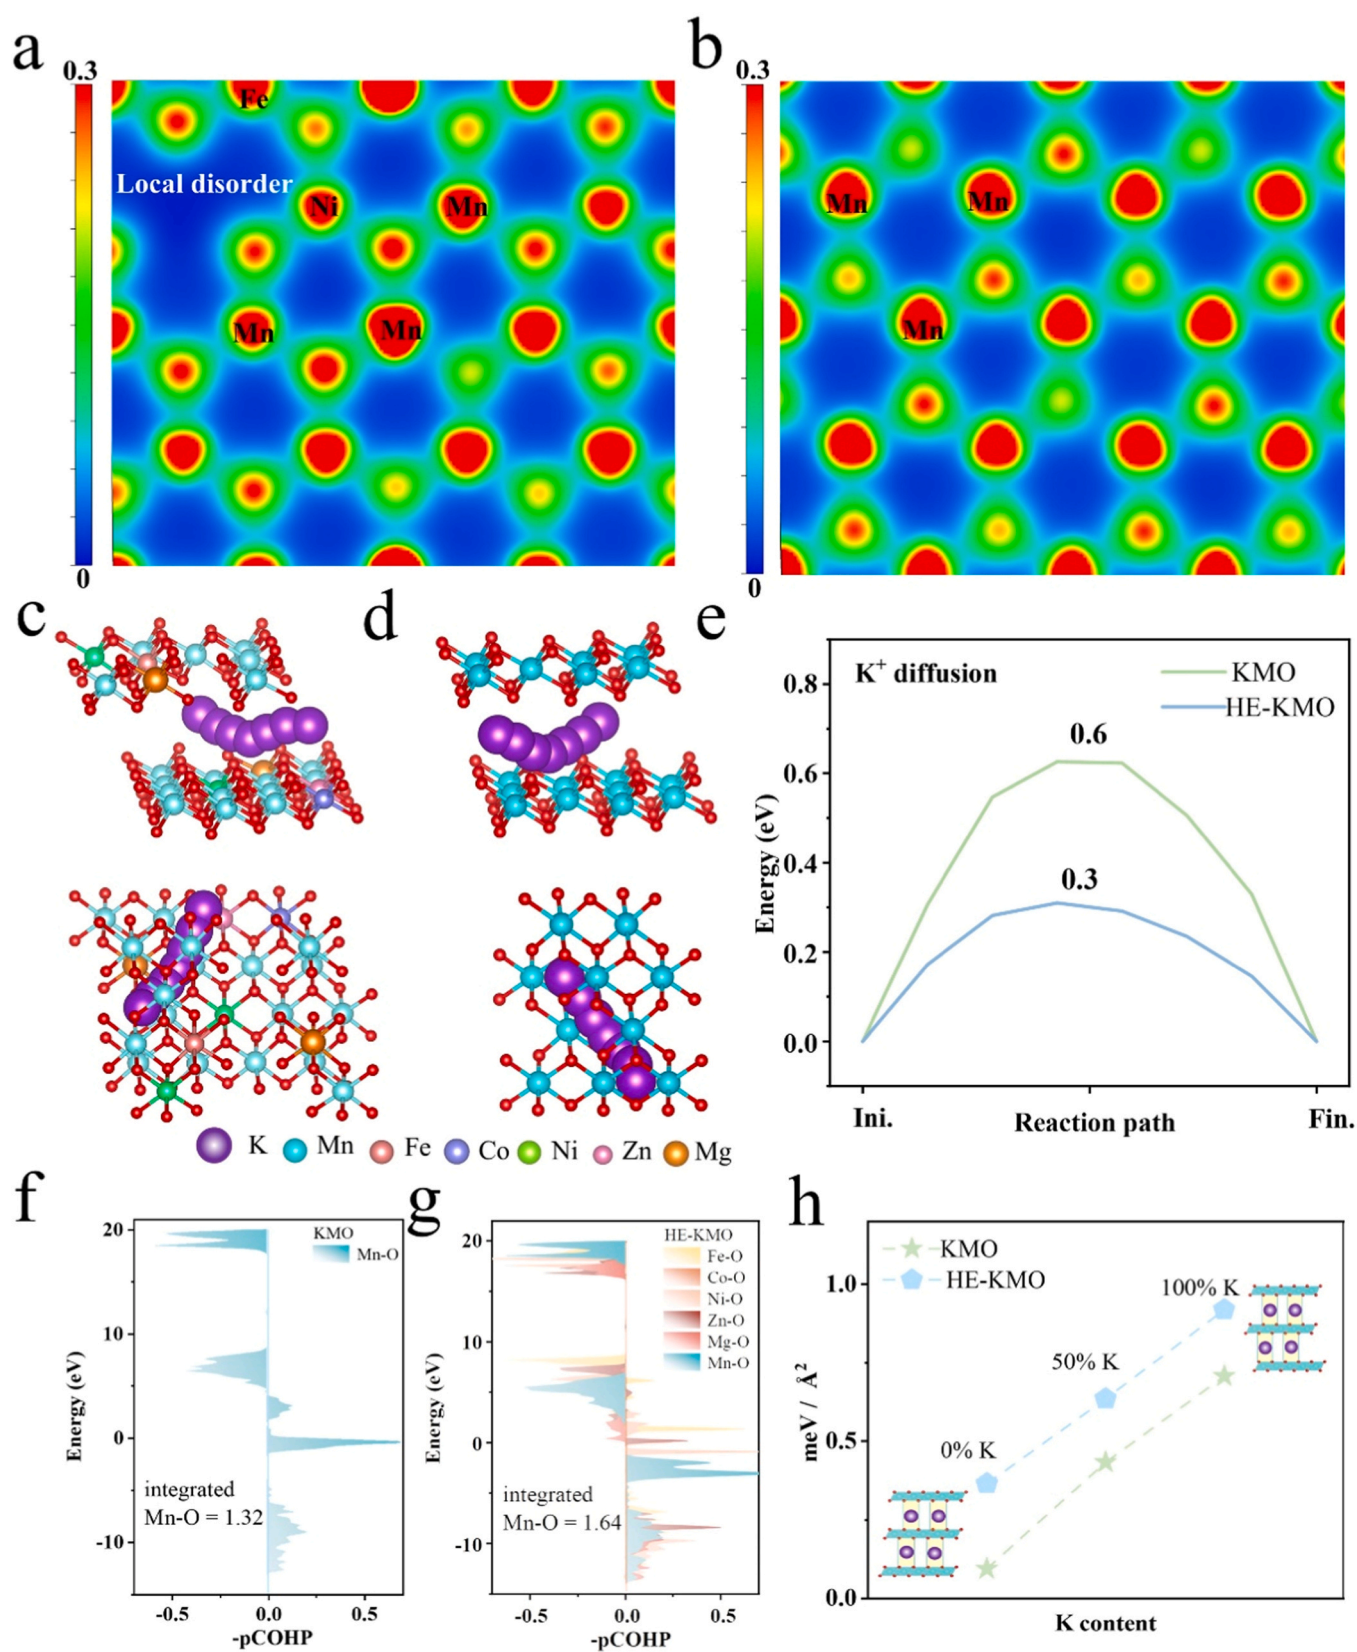 a
0.3
Fe
Local disorder
Ni
Mn
Mn
Mn
0
b
0.3
Mn
Mn
Mn
0
c
d
e
K⁺ diffusion
KMO
HE-KMO
0.8
0.6
0.4
0.2
0.0
0.6
0.3
Energy (eV)
Ini.
Reaction path
Fin.
K
Mn
Fe
Co
Ni
Zn
Mg
f
KMO
Mn-O
20
10
0
-10
Energy (eV)
integrated
Mn-O = 1.32
-0.5
0.0
0.5
-pCOHP
g
HE-KMO
Fe-O
Co-O
Ni-O
Zn-O
Mg-O
Mn-O
20
10
0
-10
Energy (eV)
integrated
Mn-O = 1.64
-0.5
0.0
0.5
-pCOHP
h
KMO
HE-KMO
1.0
0.5
0.0
meV / Å²
0% K
50% K
100% K
K content